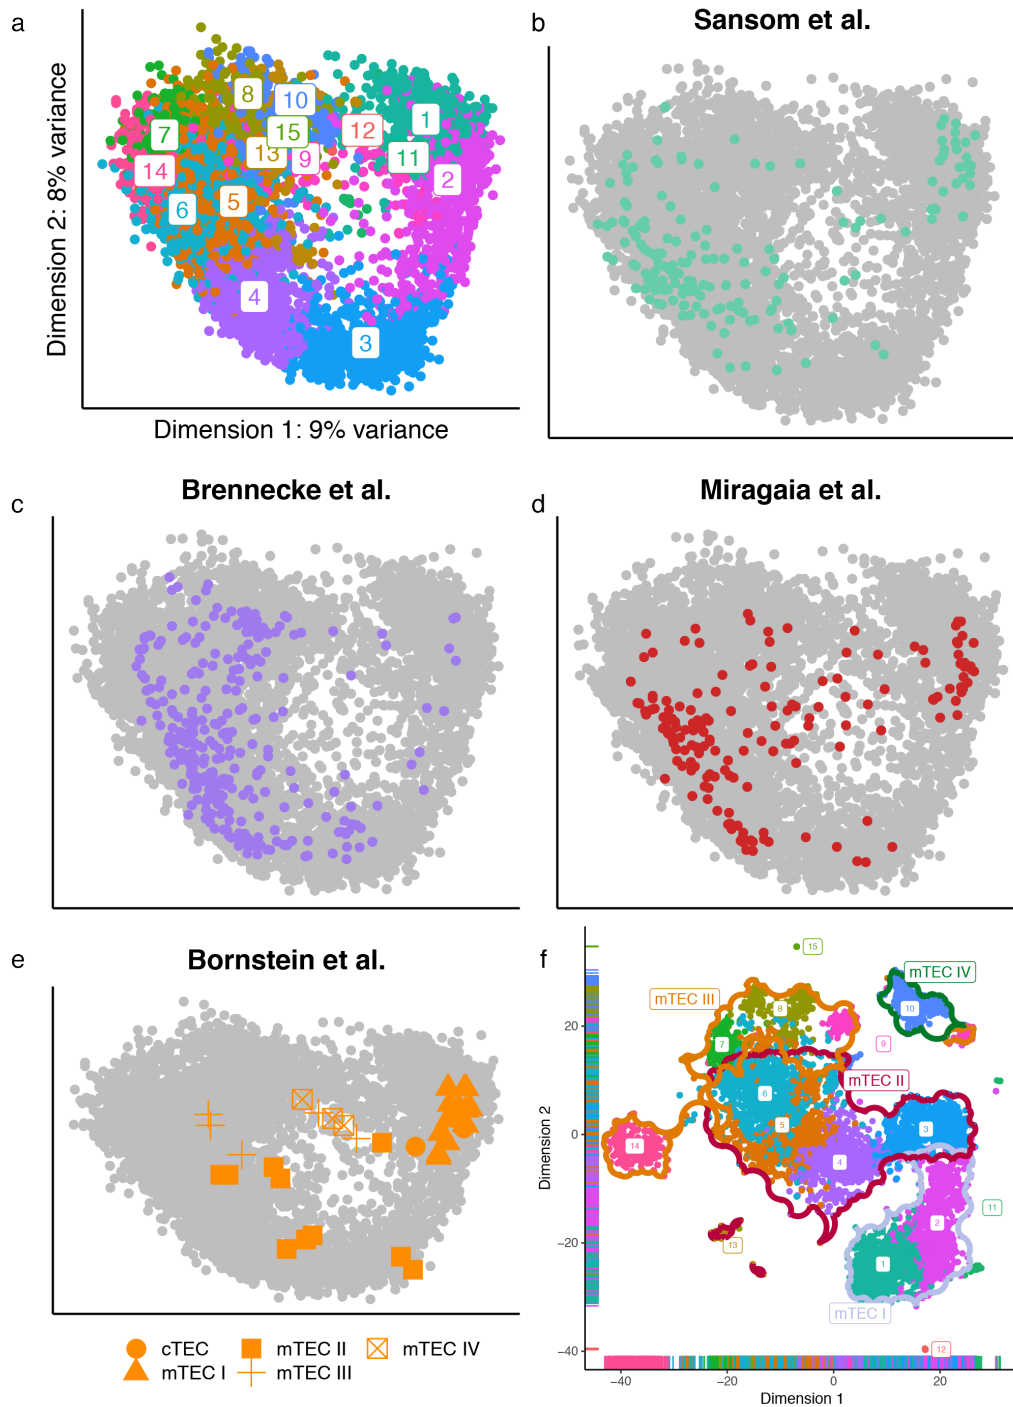 a
Dimension 2: 8% variance
8
10
7
15
12
1
13
9
11
14
2
6
5
4
3
Dimension 1: 9% variance
b
Sansom et al.
c
Brennecke et al.
d
Miragaia et al.
e
Bornstein et al.
cTEC
mTEC II
mTEC IV
mTEC I
mTEC III
f
15
mTEC IV
mTEC III
8
10
20
7
9
mTEC II
6
5
3
0
14
4
11
2
13
−20
1
mTEC I
12
−40
−40
−20
0
20
Dimension 2
Dimension 1